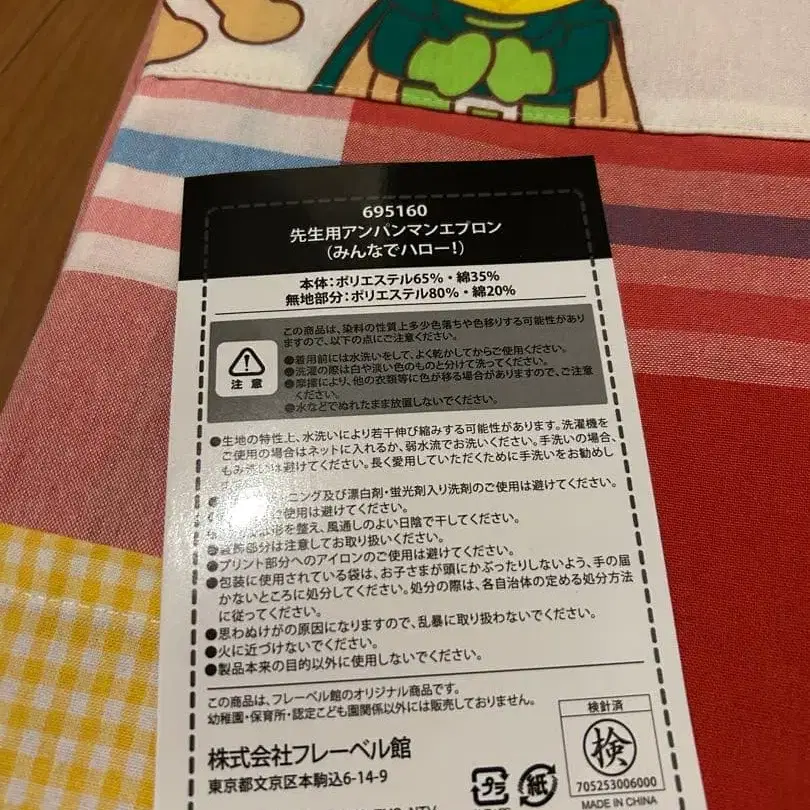 695160
先生用アンパンマンエプロン
(みんなでハロー!)
本体:ポリエステル65%・綿35%
無地部分:ポリエステル80%・綿20%
この商品は、染料の性質上多少色落ちや色移りする可能性があり
ますので、以下の点にご注意ください。
注意
●着用前には水洗いをして、よく乾かしてからご使用ください。
●洗濯の際は白や淡い色のものと分けて洗ってください。
●摩擦により、他の衣類等に色が移る場合がありますので、ご注意
ください。
●水などでぬれたまま放置しないでください。
●生地の特性上、水洗いにより若干伸び縮みする可能性があります。洗濯機を
ご使用の場合はネットに入れるか、弱水流でお洗いください。手洗いの場合、
もみ洗いは避けてください。長く愛用していただくために手洗いをお勧めし
ニング及び漂白剤・蛍光剤入り洗剤のご使用は避けてください。
使用は避けてください。
形を整え、風通しのよい日陰で干してください。
●装飾部分は注意してお取り扱いください。
●プリント部分へのアイロンのご使用は避けてください。
●包装に使用されている袋は、お子さまが頭にかぶったりしないよう、手の届
かないところに処分してください。処分の際は、各自治体の定める処分方法
に従ってください。
●思わぬけがの原因になりますので、乱暴に取り扱わないでください。
●火に近づけないでください。
●製品本来の目的以外に使用しないでください。
この商品は、フレーベル館のオリジナル商品です。
幼稚園・保育所・認定こども園関係以外には販売しておりません。
株式会社フレーベル館
東京都文京区本駒込6-14-9
プラ
紙
検針済
検
705253006000
MADE IN CHINA